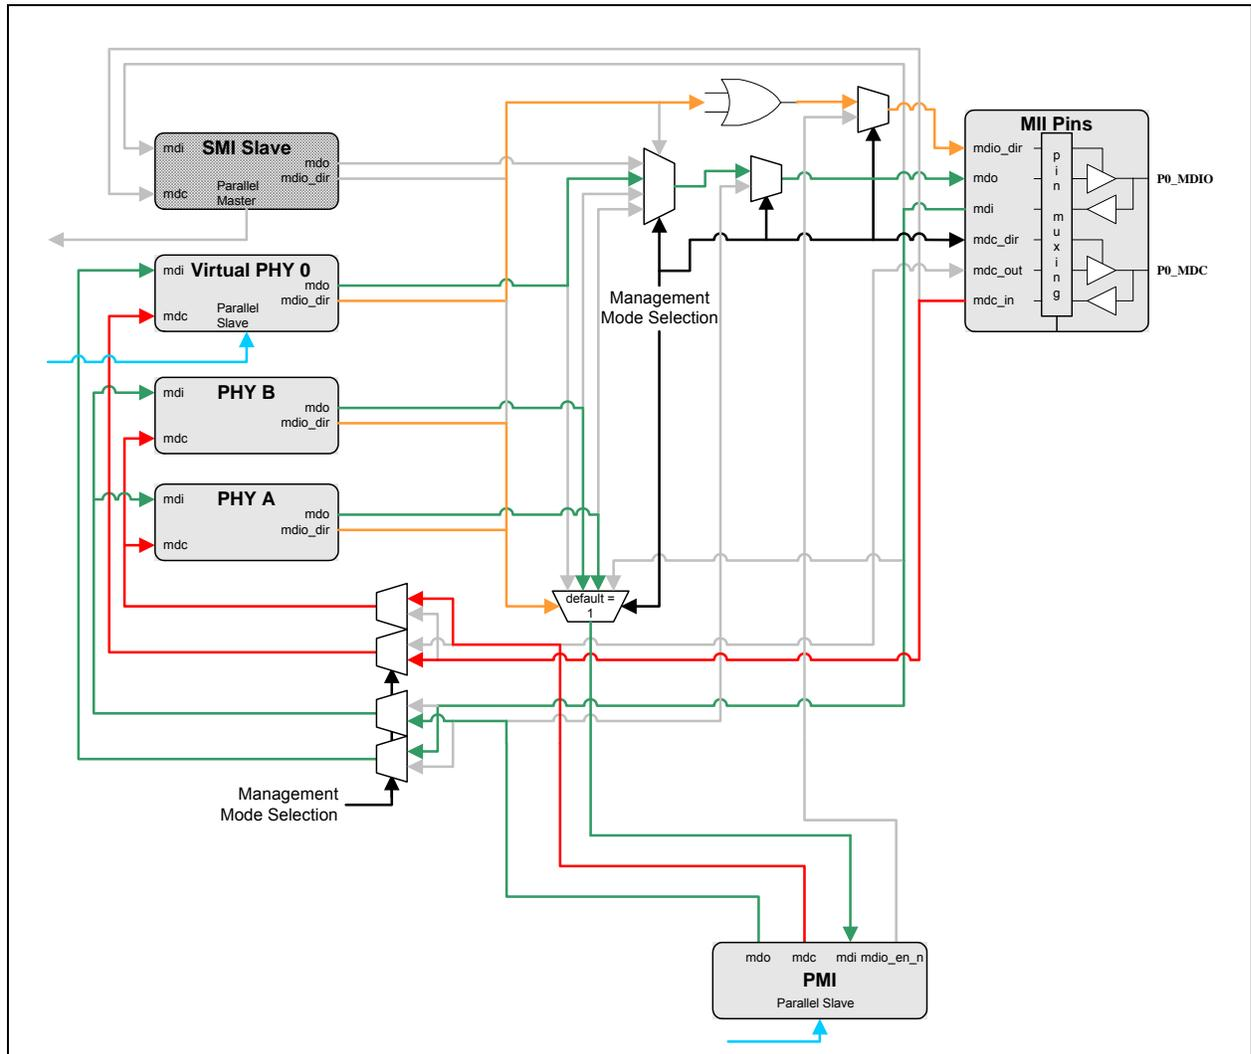 MII Pins
mdi
SMI Slave
mdo
mdio_dir
mdc
Parallel
Master
mdio_dir
mdo
mdi
mdc_dir
mdc_out
mdc_in
pin muxing
P0_MDIO
P0_MDC
mdi
Virtual PHY 0
mdo
mdio_dir
mdc
Parallel
Slave
Management
Mode Selection
mdi
PHY B
mdo
mdio_dir
mdc
mdi
PHY A
mdo
mdio_dir
mdc
default =
1
Management
Mode Selection
mdo
mdc
mdi
mdio_en_n
PMI
Parallel Slave